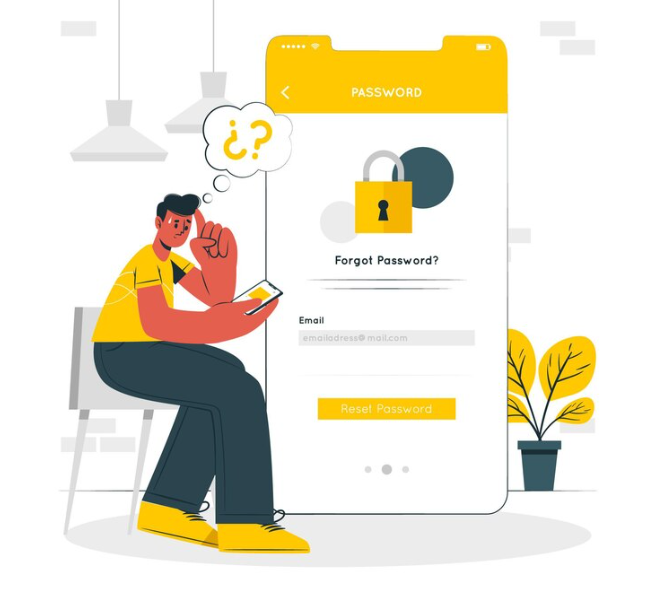 PASSWORD
¿?
Forgot Password?
Email
emailadress@mail.com
Reset Password